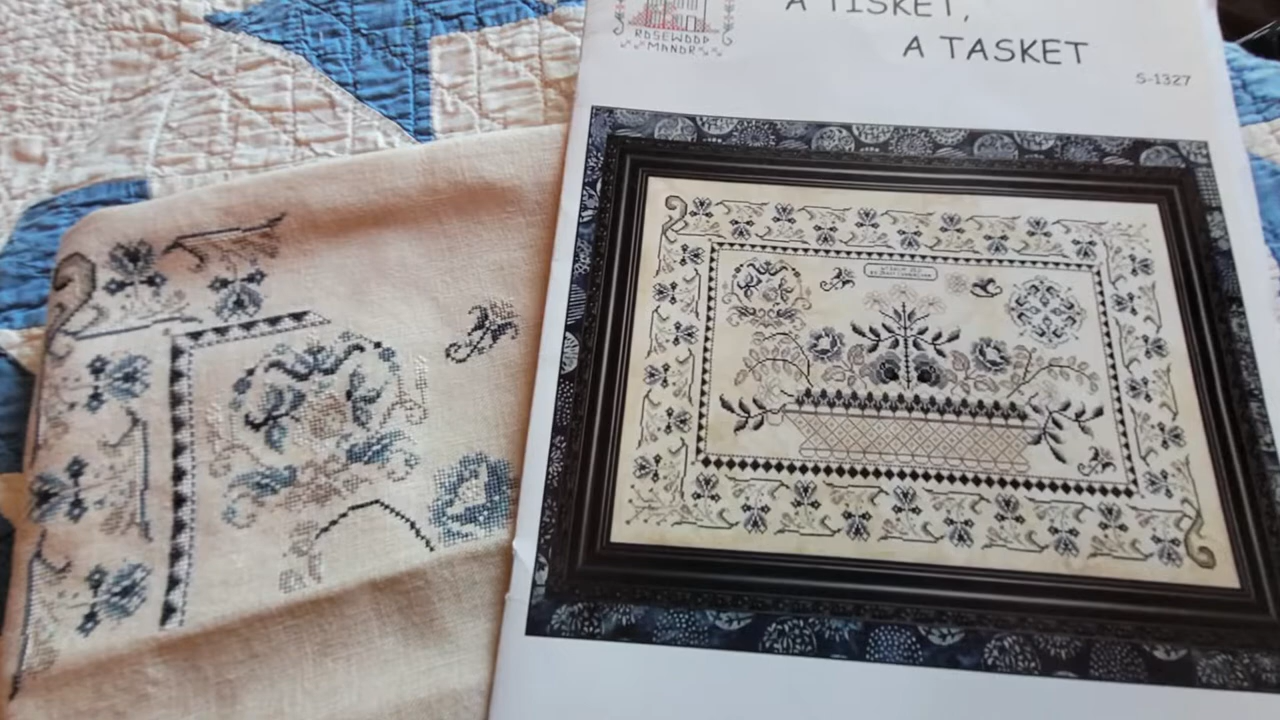 A TISKET,
A TASKET
ROSEWOOD
MANOR
S-1327